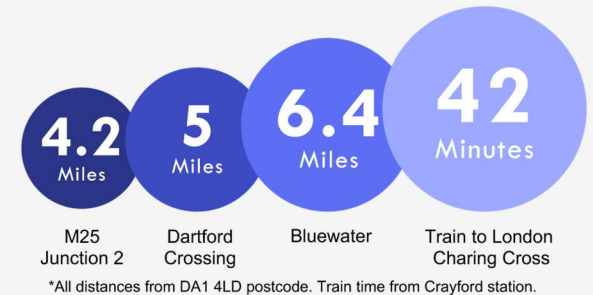 4.2
Miles
5
Miles
6.4
Miles
42
Minutes
M25
Junction 2
Dartford
Crossing
Bluewater
Train to London
Charing Cross
*All distances from DA1 4LD postcode. Train time from Crayford station.